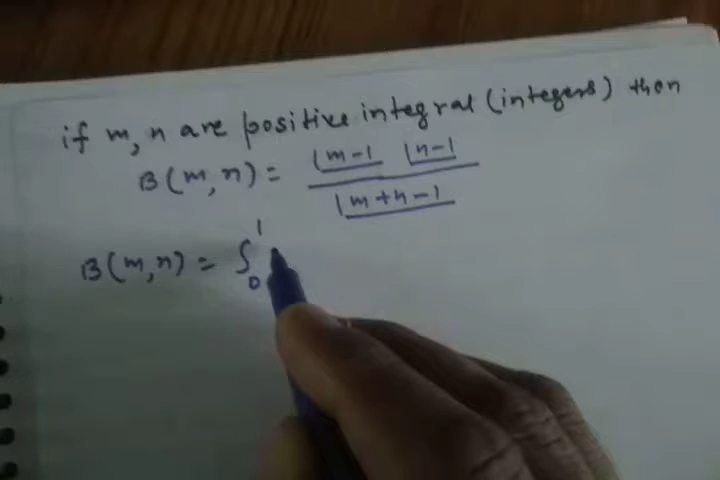 if m, n are positive integral (integers) then
B(m, n) = |m-1 |n-1 / |m+n-1
B(m, n) = ∫₀¹